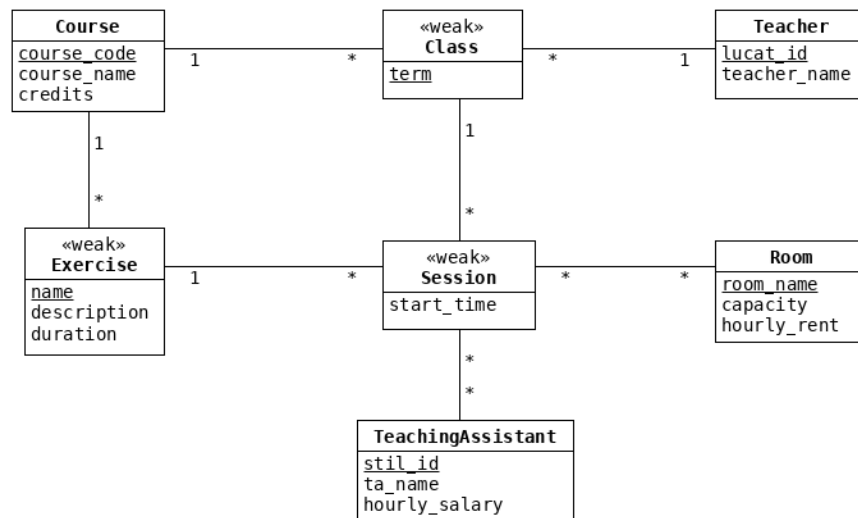 Course
course_code
course_name
credits
1
*
«weak»
Class
term
*
1
Teacher
lucat_id
teacher_name
1
*
1
*
«weak»
Exercise
name
description
duration
1
*
«weak»
Session
start_time
*
*
Room
room_name
capacity
hourly_rent
*
*
TeachingAssistant
stil_id
ta_name
hourly_salary